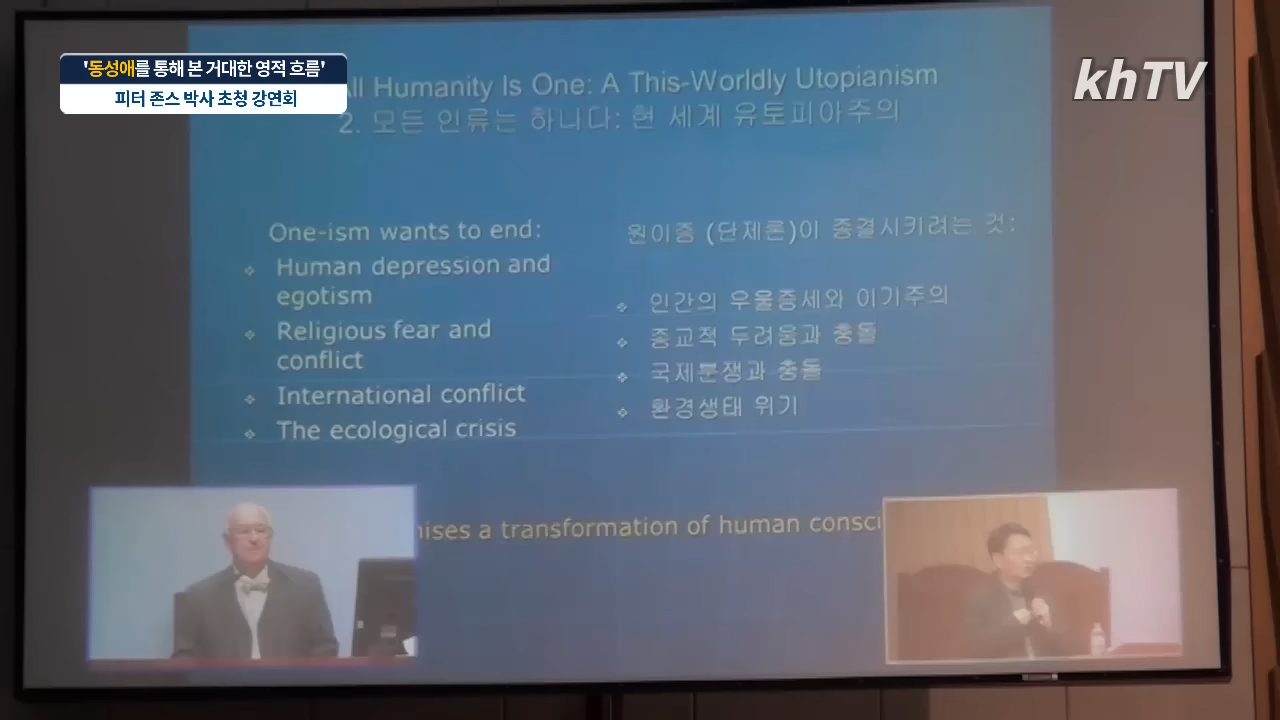 '동성애를 통해 본 거대한 영적 흐름'
피터 존스 박사 초청 강연회
khTV
All Humanity Is One: A This-Worldly Utopianism
2. 모든 인류는 하나다: 현 세계 유토피아주의
One-ism wants to end:
❖ Human depression and
egotism
❖ Religious fear and
conflict
❖ International conflict
❖ The ecological crisis
원이즘 (단제론)이 종결시키려는 것:
❖ 인간의 우울증세와 이기주의
❖ 종교적 두려움과 충돌
❖ 국제분쟁과 충돌
❖ 환경생태 위기
a transformation of human